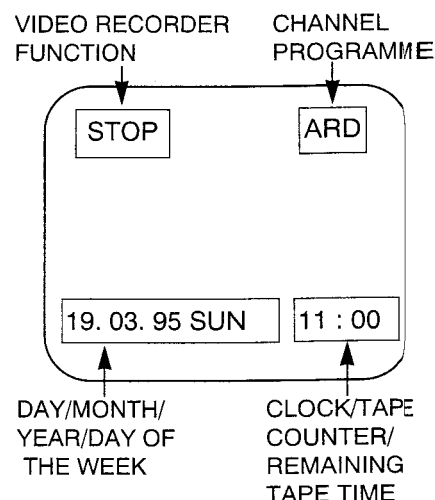 VIDEO RECORDER
FUNCTION
CHANNEL
PROGRAMME
STOP
ARD
19. 03. 95 SUN
11 : 00
DAY/MONTH/
YEAR/DAY OF
THE WEEK
CLOCK/TAPE
COUNTER/
REMAINING
TAPE TIME